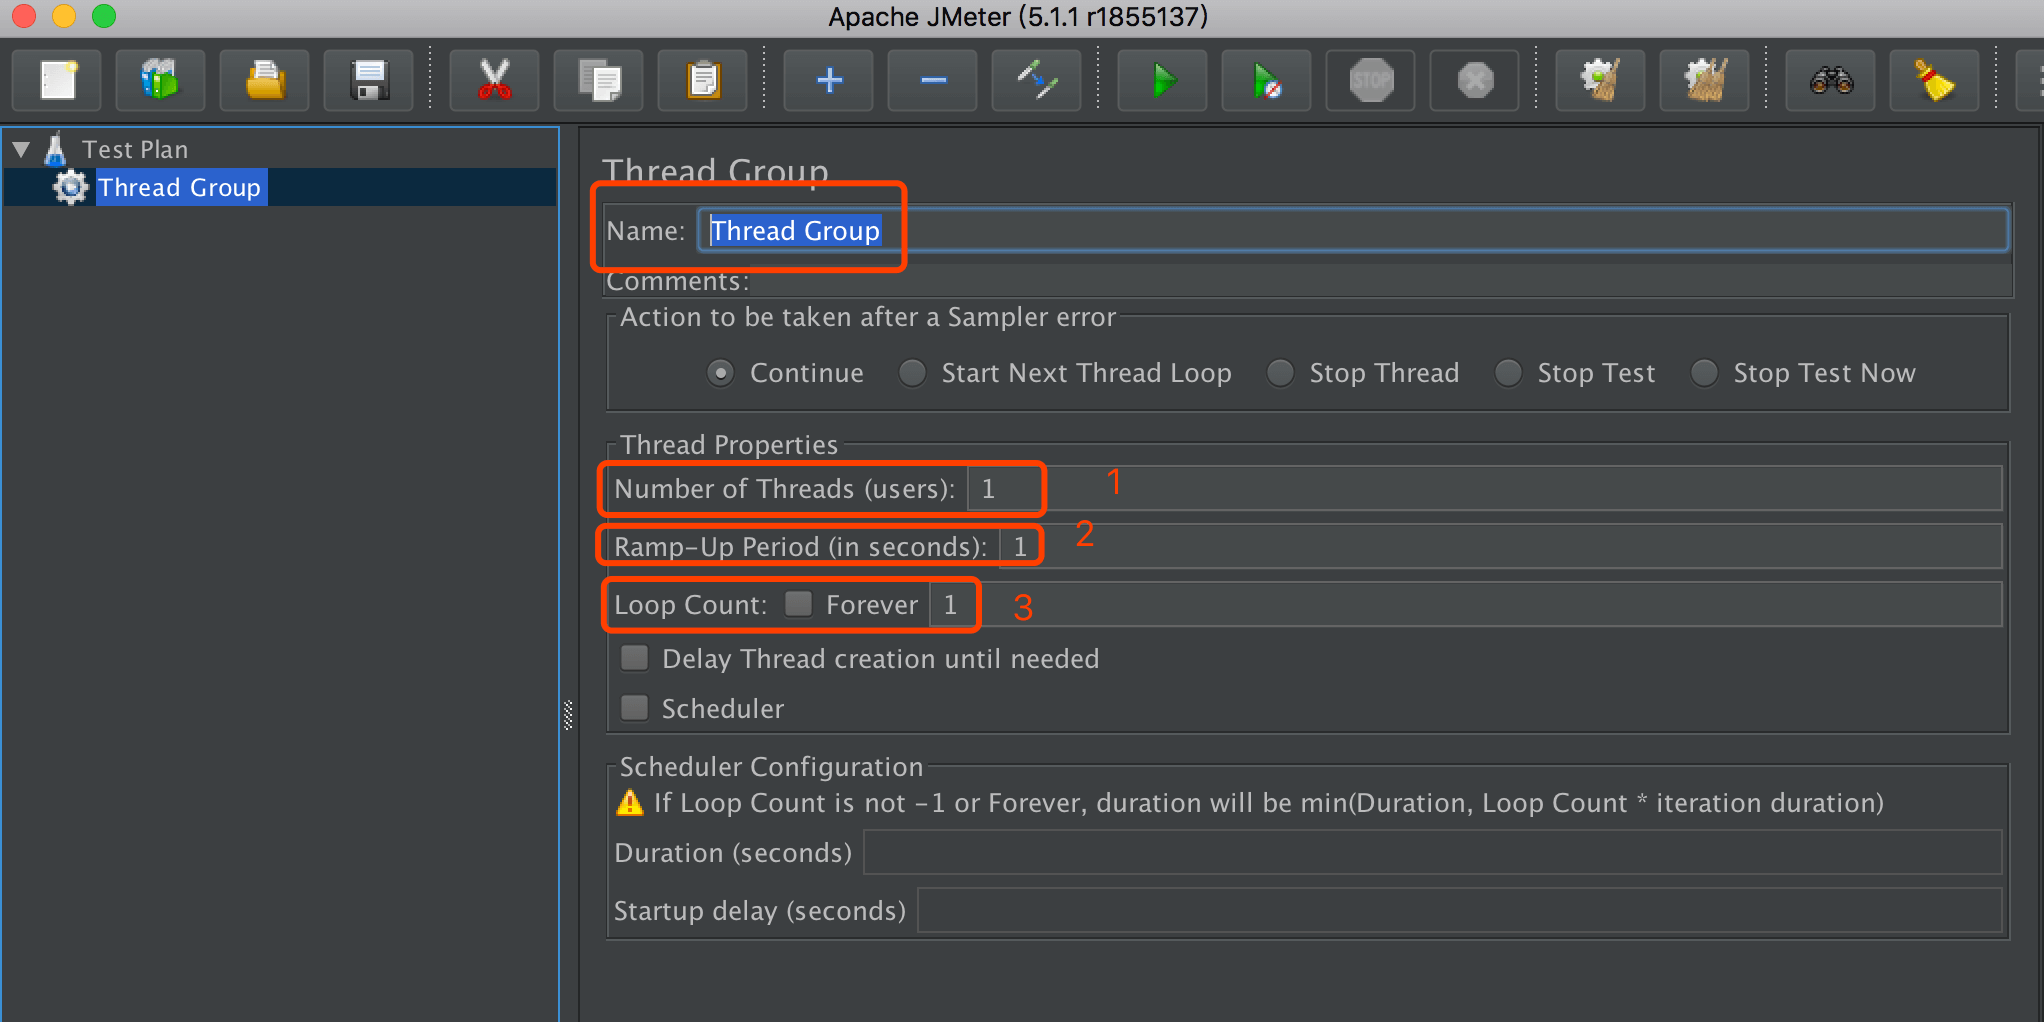 Apache JMeter (5.1.1 r1855137)
STOP
Test Plan
Thread Group
Thread Group
Name: Thread Group
Comments:
Action to be taken after a Sampler error
Continue Start Next Thread Loop Stop Thread Stop Test Stop Test Now
Thread Properties
Number of Threads (users): 1 1
Ramp-Up Period (in seconds): 1 2
Loop Count: Forever 1 3
Delay Thread creation until needed
Scheduler
Scheduler Configuration
If Loop Count is not -1 or Forever, duration will be min(Duration, Loop Count * iteration duration)
Duration (seconds)
Startup delay (seconds)